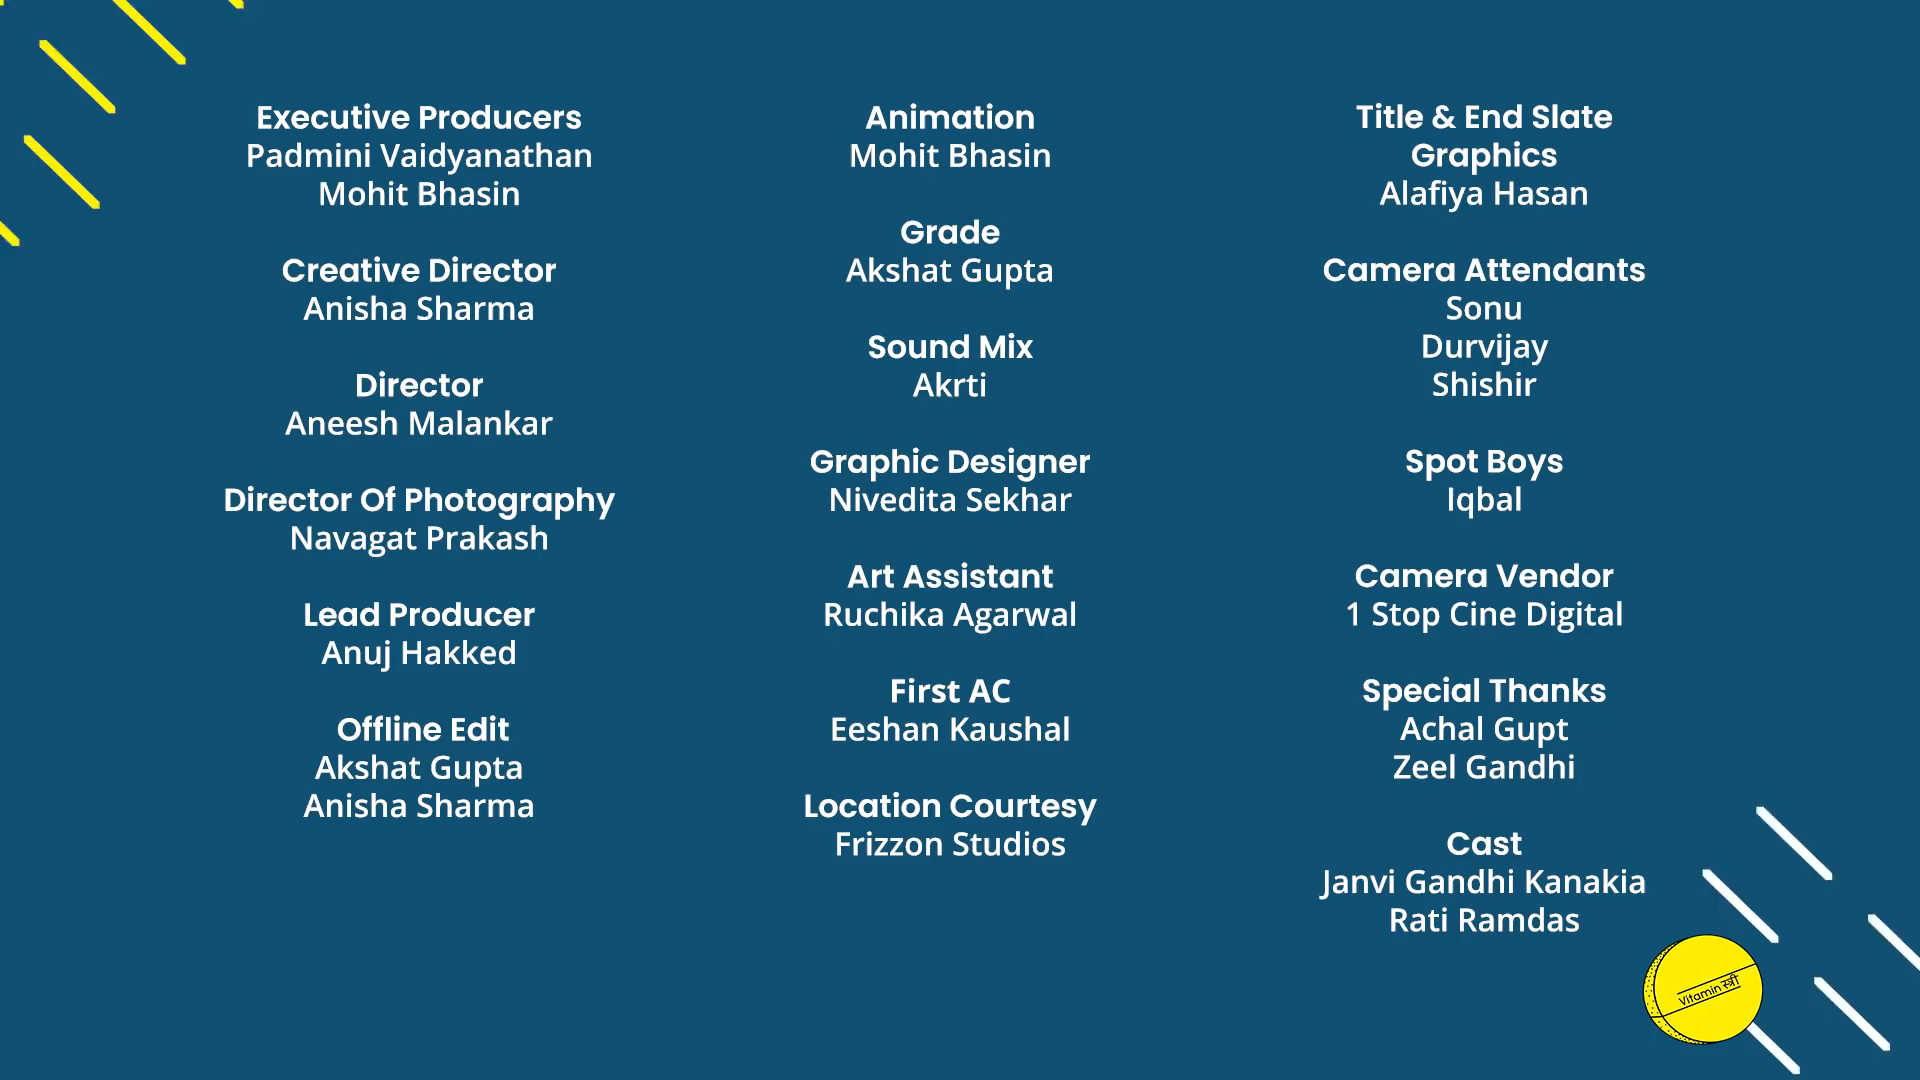 Executive Producers
Padmini Vaidyanathan
Mohit Bhasin
Creative Director
Anisha Sharma
Director
Aneesh Malankar
Director Of Photography
Navagat Prakash
Lead Producer
Anuj Hakked
Offline Edit
Akshat Gupta
Anisha Sharma
Animation
Mohit Bhasin
Grade
Akshat Gupta
Sound Mix
Akrti
Graphic Designer
Nivedita Sekhar
Art Assistant
Ruchika Agarwal
First AC
Eeshan Kaushal
Location Courtesy
Frizzon Studios
Title & End Slate
Graphics
Alafiya Hasan
Camera Attendants
Sonu
Durvijay
Shishir
Spot Boys
Iqbal
Camera Vendor
1 Stop Cine Digital
Special Thanks
Achal Gupt
Zeel Gandhi
Cast
Janvi Gandhi Kanakia
Rati Ramdas
Vitamin स्त्री